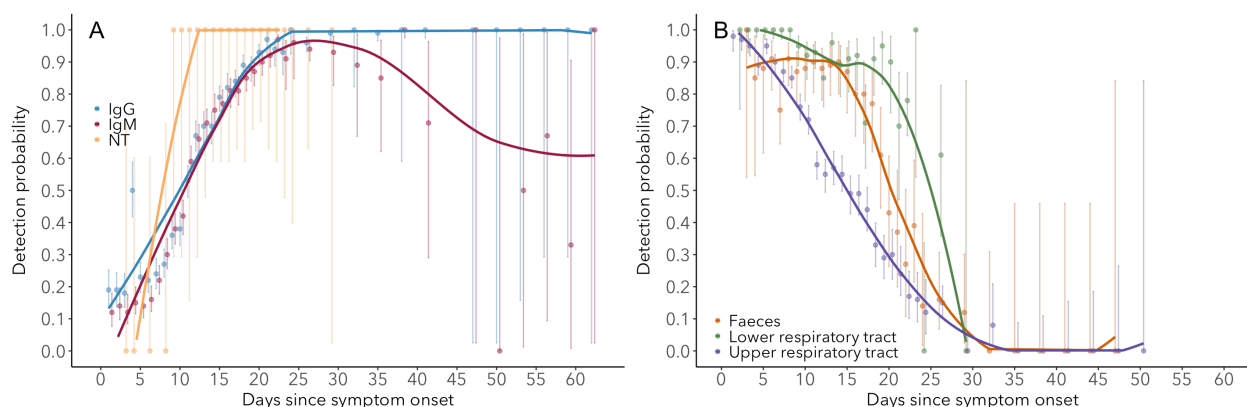 A
1.0
0.9
0.8
0.7
0.6
0.5
0.4
0.3
0.2
0.1
0.0
Detection probability
IgG
IgM
NT
0 5 10 15 20 25 30 35 40 45 50 55 60
Days since symptom onset
B
1.0
0.9
0.8
0.7
0.6
0.5
0.4
0.3
0.2
0.1
0.0
Detection probability
Faeces
Lower respiratory tract
Upper respiratory tract
0 5 10 15 20 25 30 35 40 45 50 55 60
Days since symptom onset